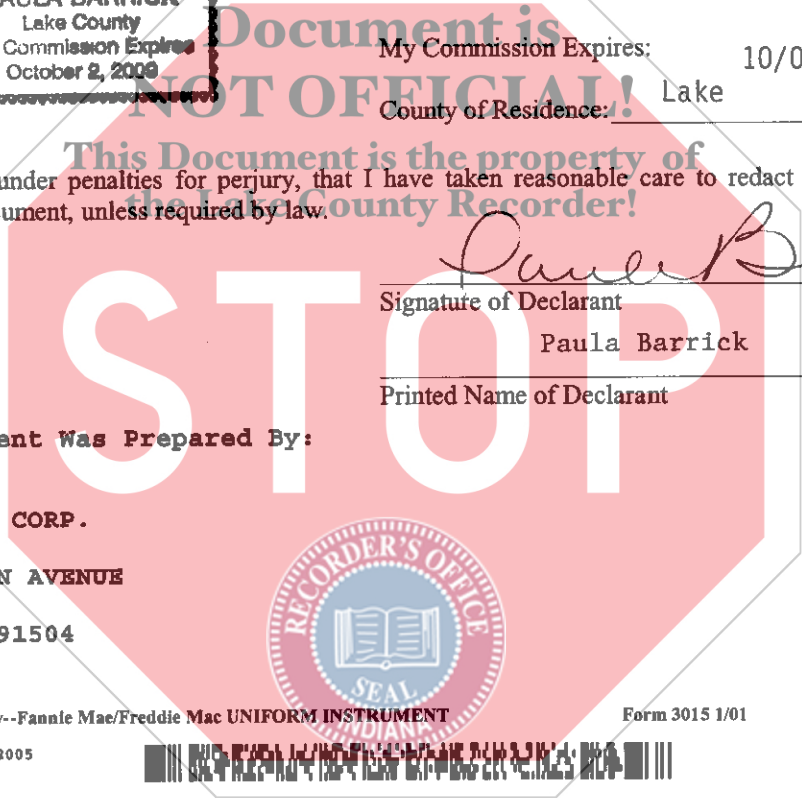 Lake County
Commission Expires
October 2, 2009
Document is
NOT OFFICIAL!
This Document is the property of
the Lake County Recorder!
My Commission Expires: 10/0
County of Residence: Lake
under penalties for perjury, that I have taken reasonable care to redact
ument, unless required by law.
Signature of Declarant
Paula Barrick
Printed Name of Declarant
STOP
ent Was Prepared By:
CORP.
N AVENUE
91504
RECORDER'S OFFICE
SEAL
INDIANA
y--Fannie Mae/Freddie Mac UNIFORM INSTRUMENT Form 3015 1/01